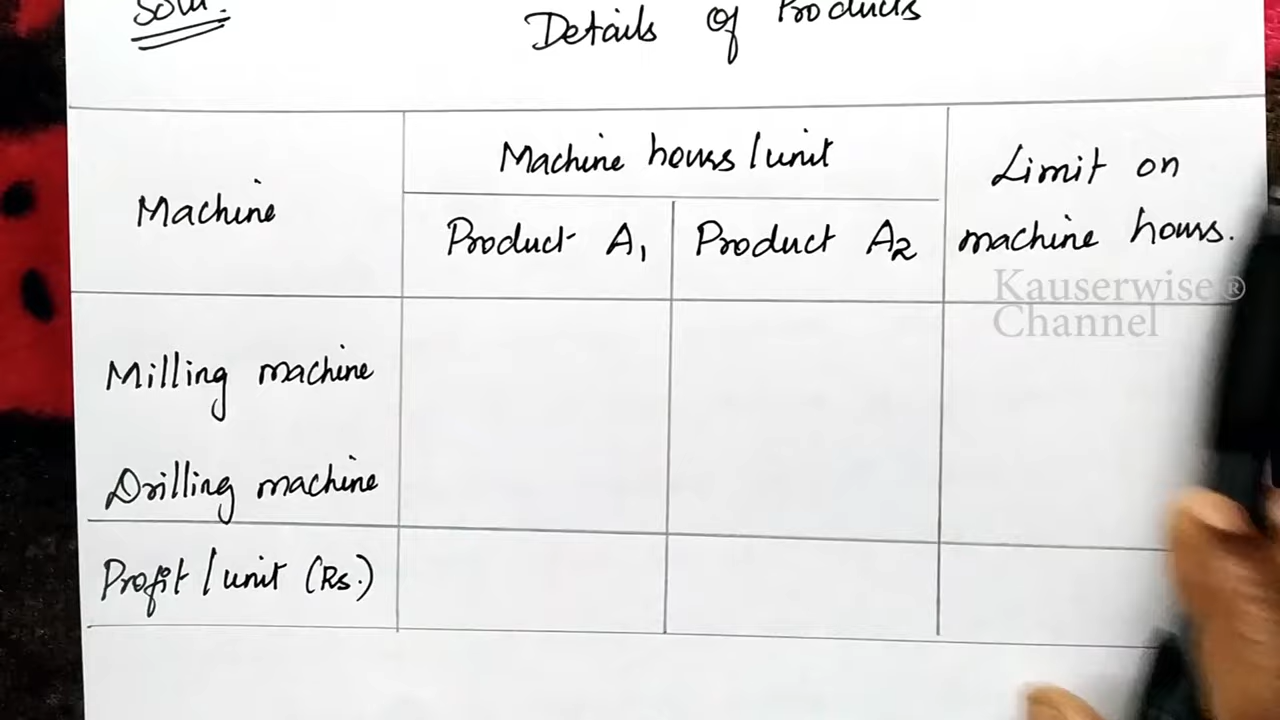 Soln.
Details of Products
Machine
Machine hours/unit
Limit on
machine hours.
Product A1
Product A2
Kauserwise®
Channel
Milling machine
Drilling machine
Profit/unit (Rs.)